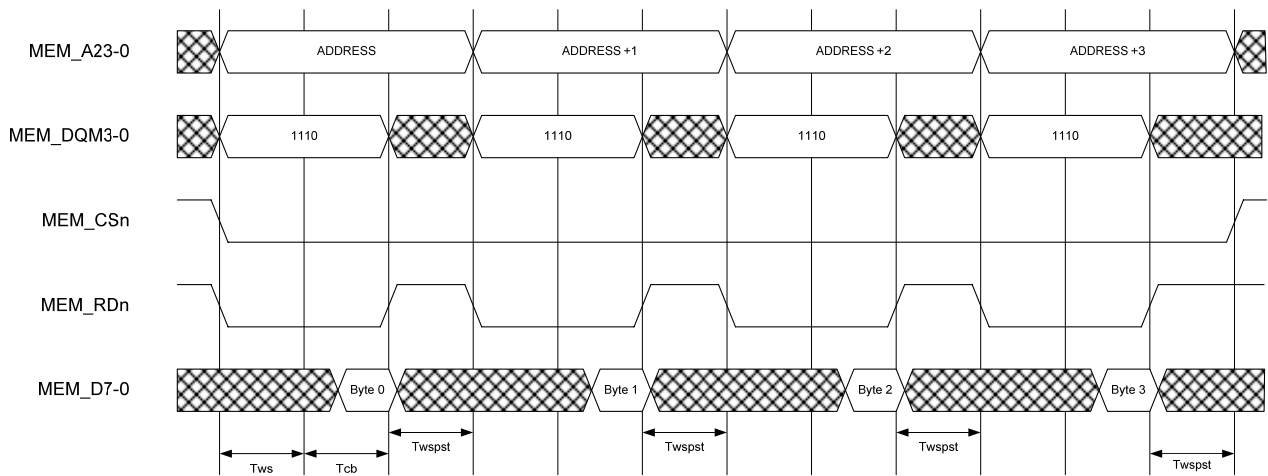 MEM_A23-0
ADDRESS
ADDRESS +1
ADDRESS +2
ADDRESS +3
MEM_DQM3-0
1110
1110
1110
1110
MEM_CSn
MEM_RDn
MEM_D7-0
Byte 0
Byte 1
Byte 2
Byte 3
Twspst
Twspst
Twspst
Tws
Tcb
Twspst